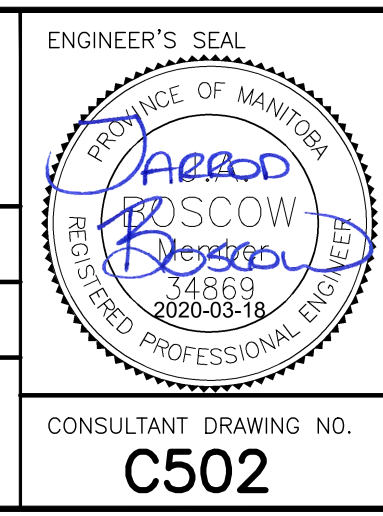 ENGINEER'S SEAL
PROVINCE OF MANITOBA
J.A.
BOSCOW
Member
34869
2020-03-18
REGISTERED PROFESSIONAL ENGINEER
JARROD
BOSCOW
CONSULTANT DRAWING NO.
C502